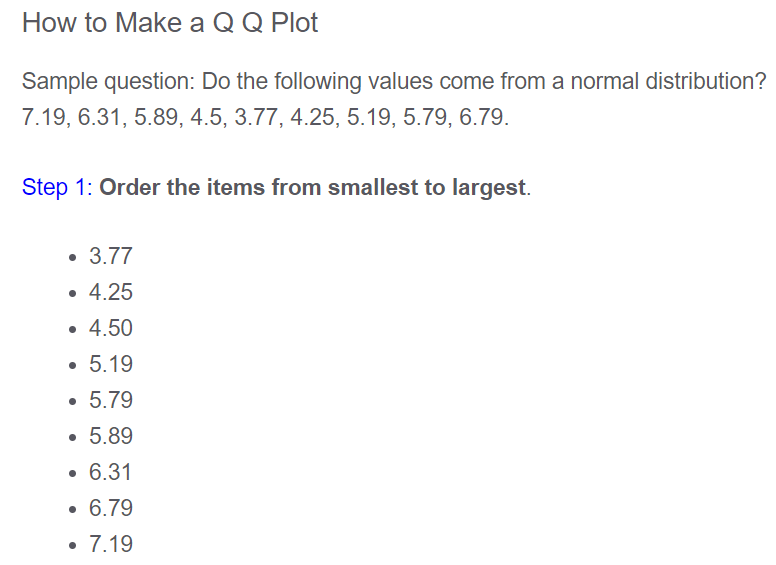 How to Make a Q Q Plot
Sample question: Do the following values come from a normal distribution?
7.19, 6.31, 5.89, 4.5, 3.77, 4.25, 5.19, 5.79, 6.79.
Step 1: Order the items from smallest to largest.
• 3.77
• 4.25
• 4.50
• 5.19
• 5.79
• 5.89
• 6.31
• 6.79
• 7.19